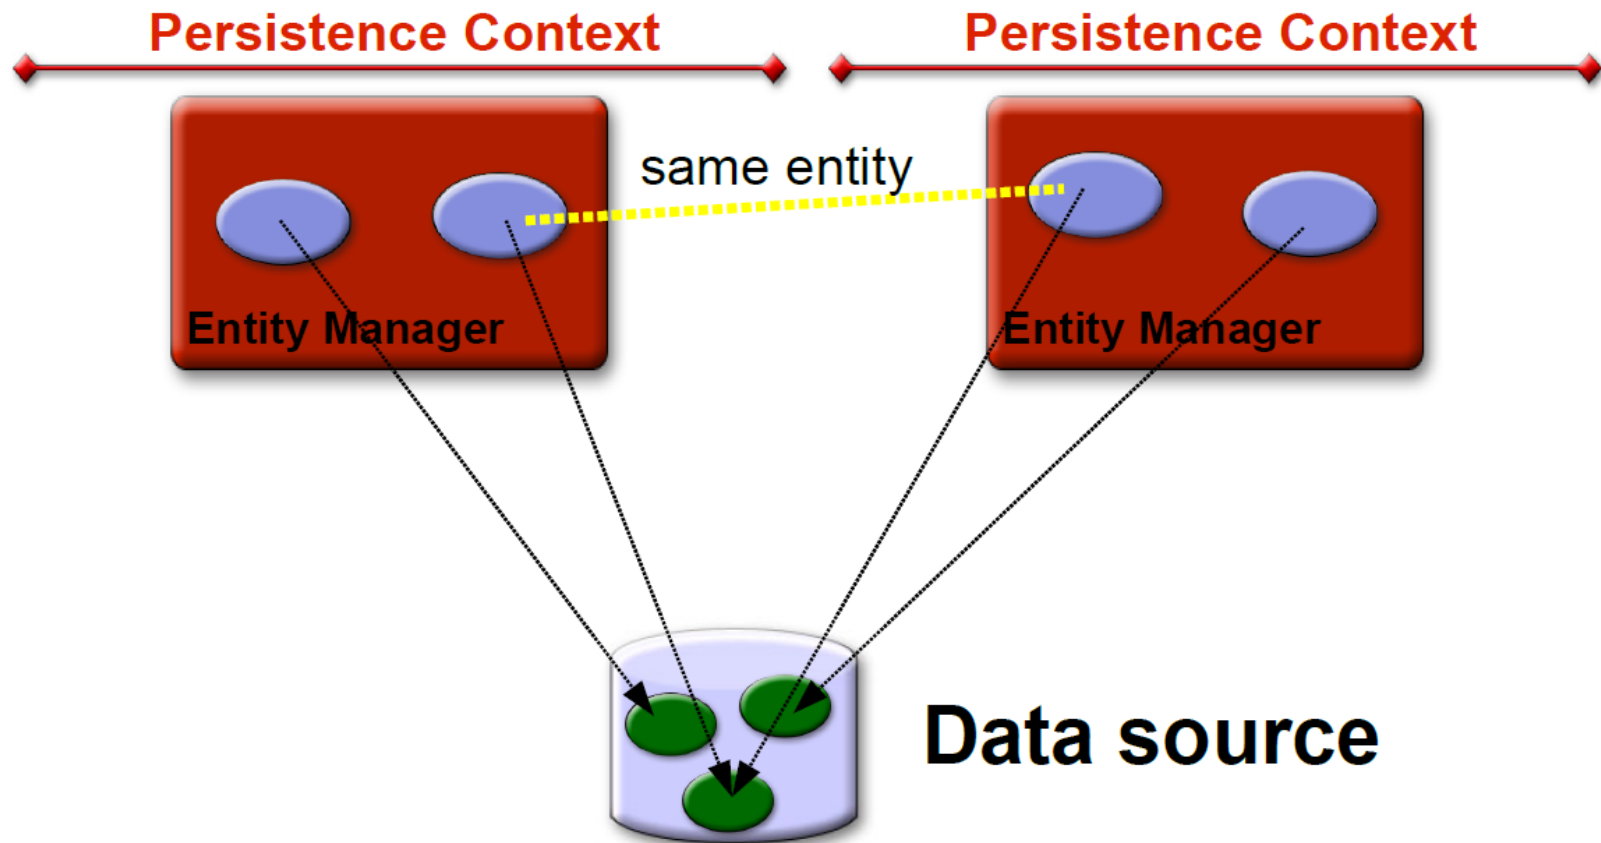 Persistence Context
Persistence Context
same entity
Entity Manager
Entity Manager
Data source